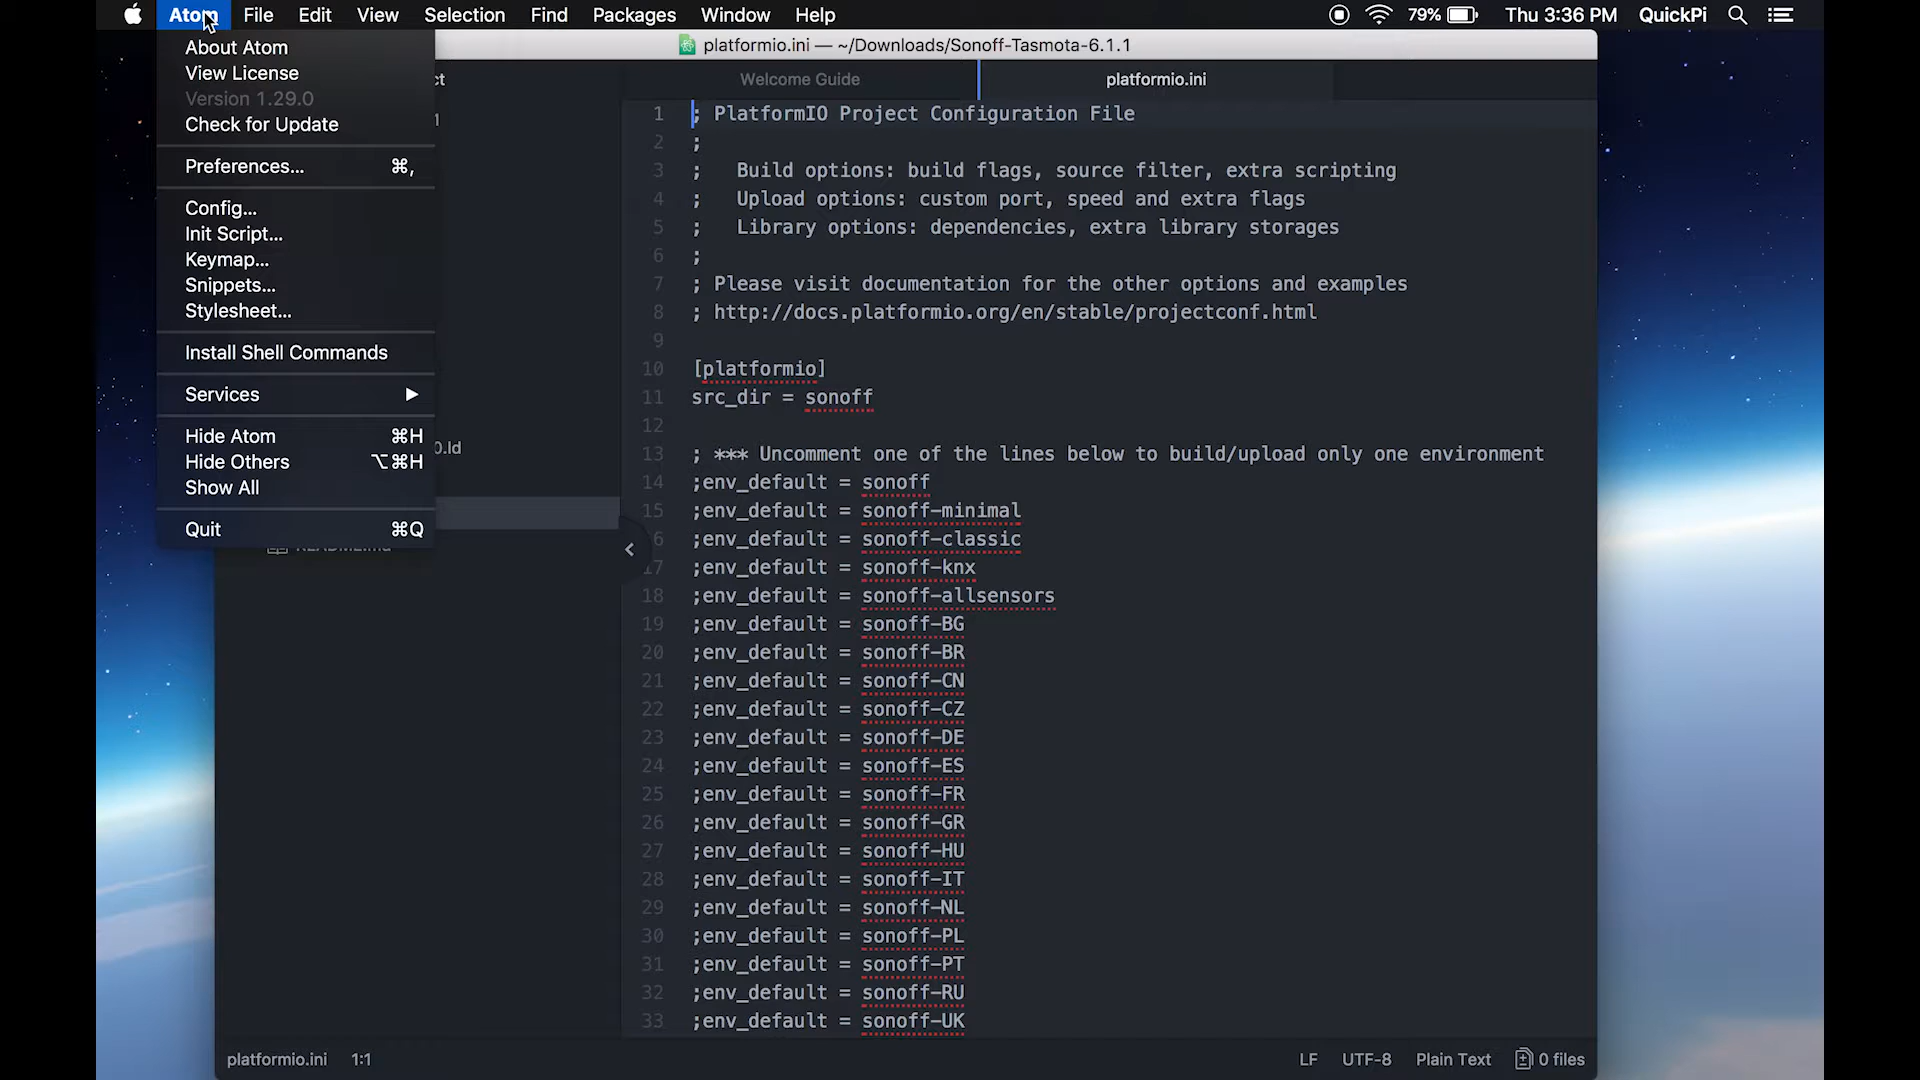 Atom File Edit View Selection Find Packages Window Help 79% Thu 3:36 PM QuickPi
About Atom
View License
Version 1.29.0
Check for Update
Preferences... ⌘,
Config...
Init Script...
Keymap...
Snippets...
Stylesheet...
Install Shell Commands
Services ▶
Hide Atom ⌘H
Hide Others ⌥⌘H
Show All
Quit ⌘Q
platformio.ini — ~/Downloads/Sonoff-Tasmota-6.1.1
ct
1
0.ld
Welcome Guide
platformio.ini
1 ; PlatformIO Project Configuration File
2 ;
3 ;   Build options: build flags, source filter, extra scripting
4 ;   Upload options: custom port, speed and extra flags
5 ;   Library options: dependencies, extra library storages
6 ;
7 ; Please visit documentation for the other options and examples
8 ; http://docs.platformio.org/en/stable/projectconf.html
9
10 [platformio]
11 src_dir = sonoff
12
13 ; *** Uncomment one of the lines below to build/upload only one environment
14 ;env_default = sonoff
15 ;env_default = sonoff-minimal
6 ;env_default = sonoff-classic
17 ;env_default = sonoff-knx
18 ;env_default = sonoff-allsensors
19 ;env_default = sonoff-BG
20 ;env_default = sonoff-BR
21 ;env_default = sonoff-CN
22 ;env_default = sonoff-CZ
23 ;env_default = sonoff-DE
24 ;env_default = sonoff-ES
25 ;env_default = sonoff-FR
26 ;env_default = sonoff-GR
27 ;env_default = sonoff-HU
28 ;env_default = sonoff-IT
29 ;env_default = sonoff-NL
30 ;env_default = sonoff-PL
31 ;env_default = sonoff-PT
32 ;env_default = sonoff-RU
33 ;env_default = sonoff-UK
platformio.ini 1:1 LF UTF-8 Plain Text 0 files